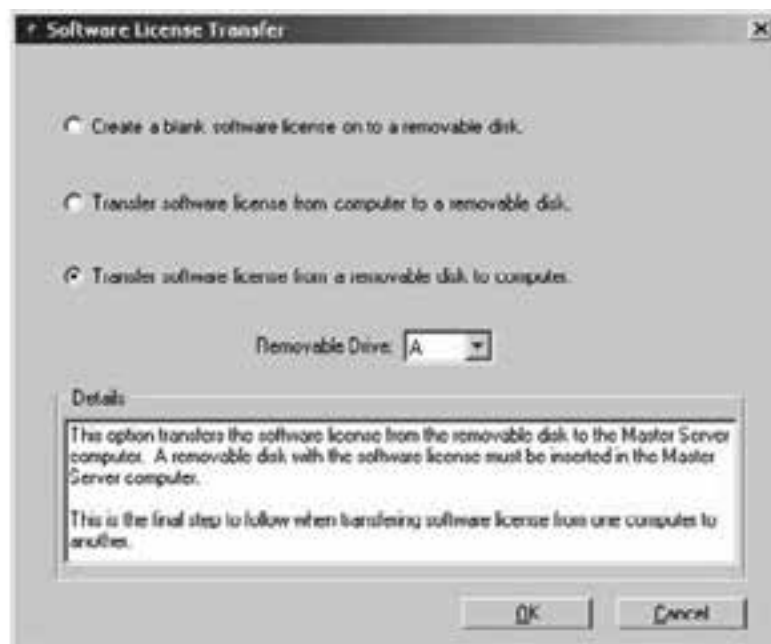 Software License Transfer
Create a blank software license on to a removable disk.
Transfer software license from computer to a removable disk.
Transfer software license from a removable disk to computer.
Removable Drive: A
Details
This option transfers the software license from the removable disk to the Master Server
computer. A removable disk with the software license must be inserted in the Master
Server computer.
This is the final step to follow when transfering software license from one computer to
another.
OK Cancel